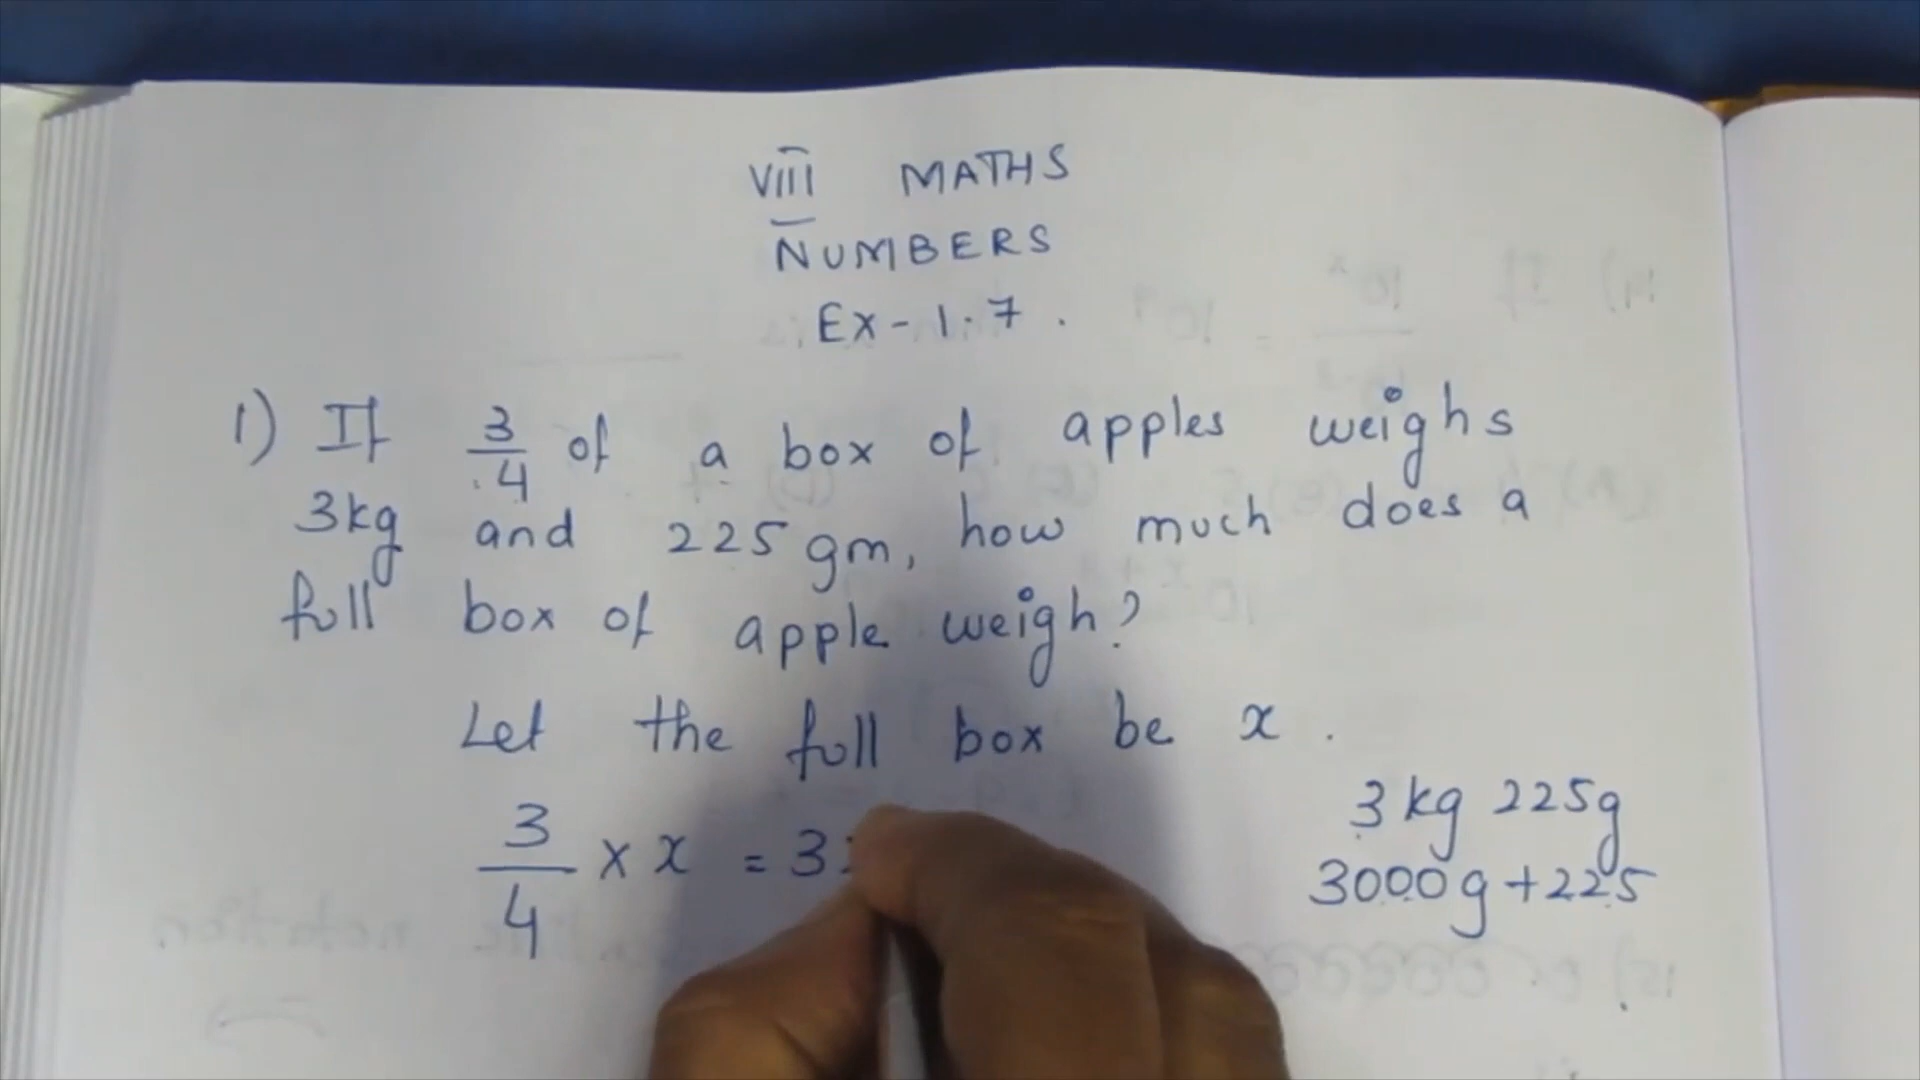 VIII MATHS
NUMBERS
Ex-1.7.
1) If 3/4 of a box of apples weighs
3kg and 225 gm, how much does a
full box of apple weigh?
Let the full box be x.
3/4 × x = 3
3 kg 225g
3000g+225